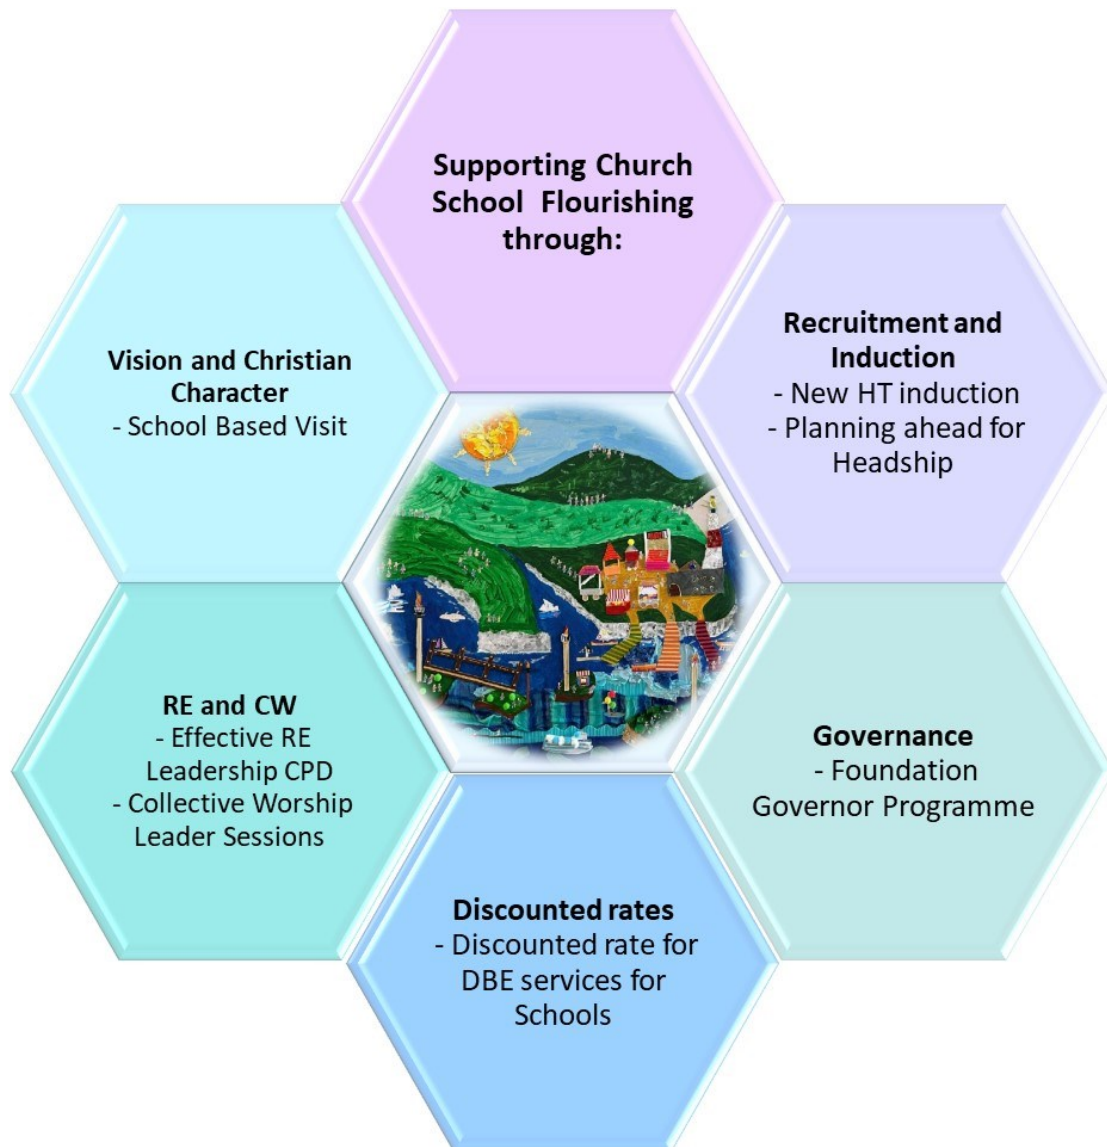 Supporting Church
School Flourishing
through:
Recruitment and
Induction
- New HT induction
- Planning ahead for
Headship
Governance
- Foundation
Governor Programme
Discounted rates
- Discounted rate for
DBE services for
Schools
RE and CW
- Effective RE
Leadership CPD
- Collective Worship
Leader Sessions
Vision and Christian
Character
- School Based Visit